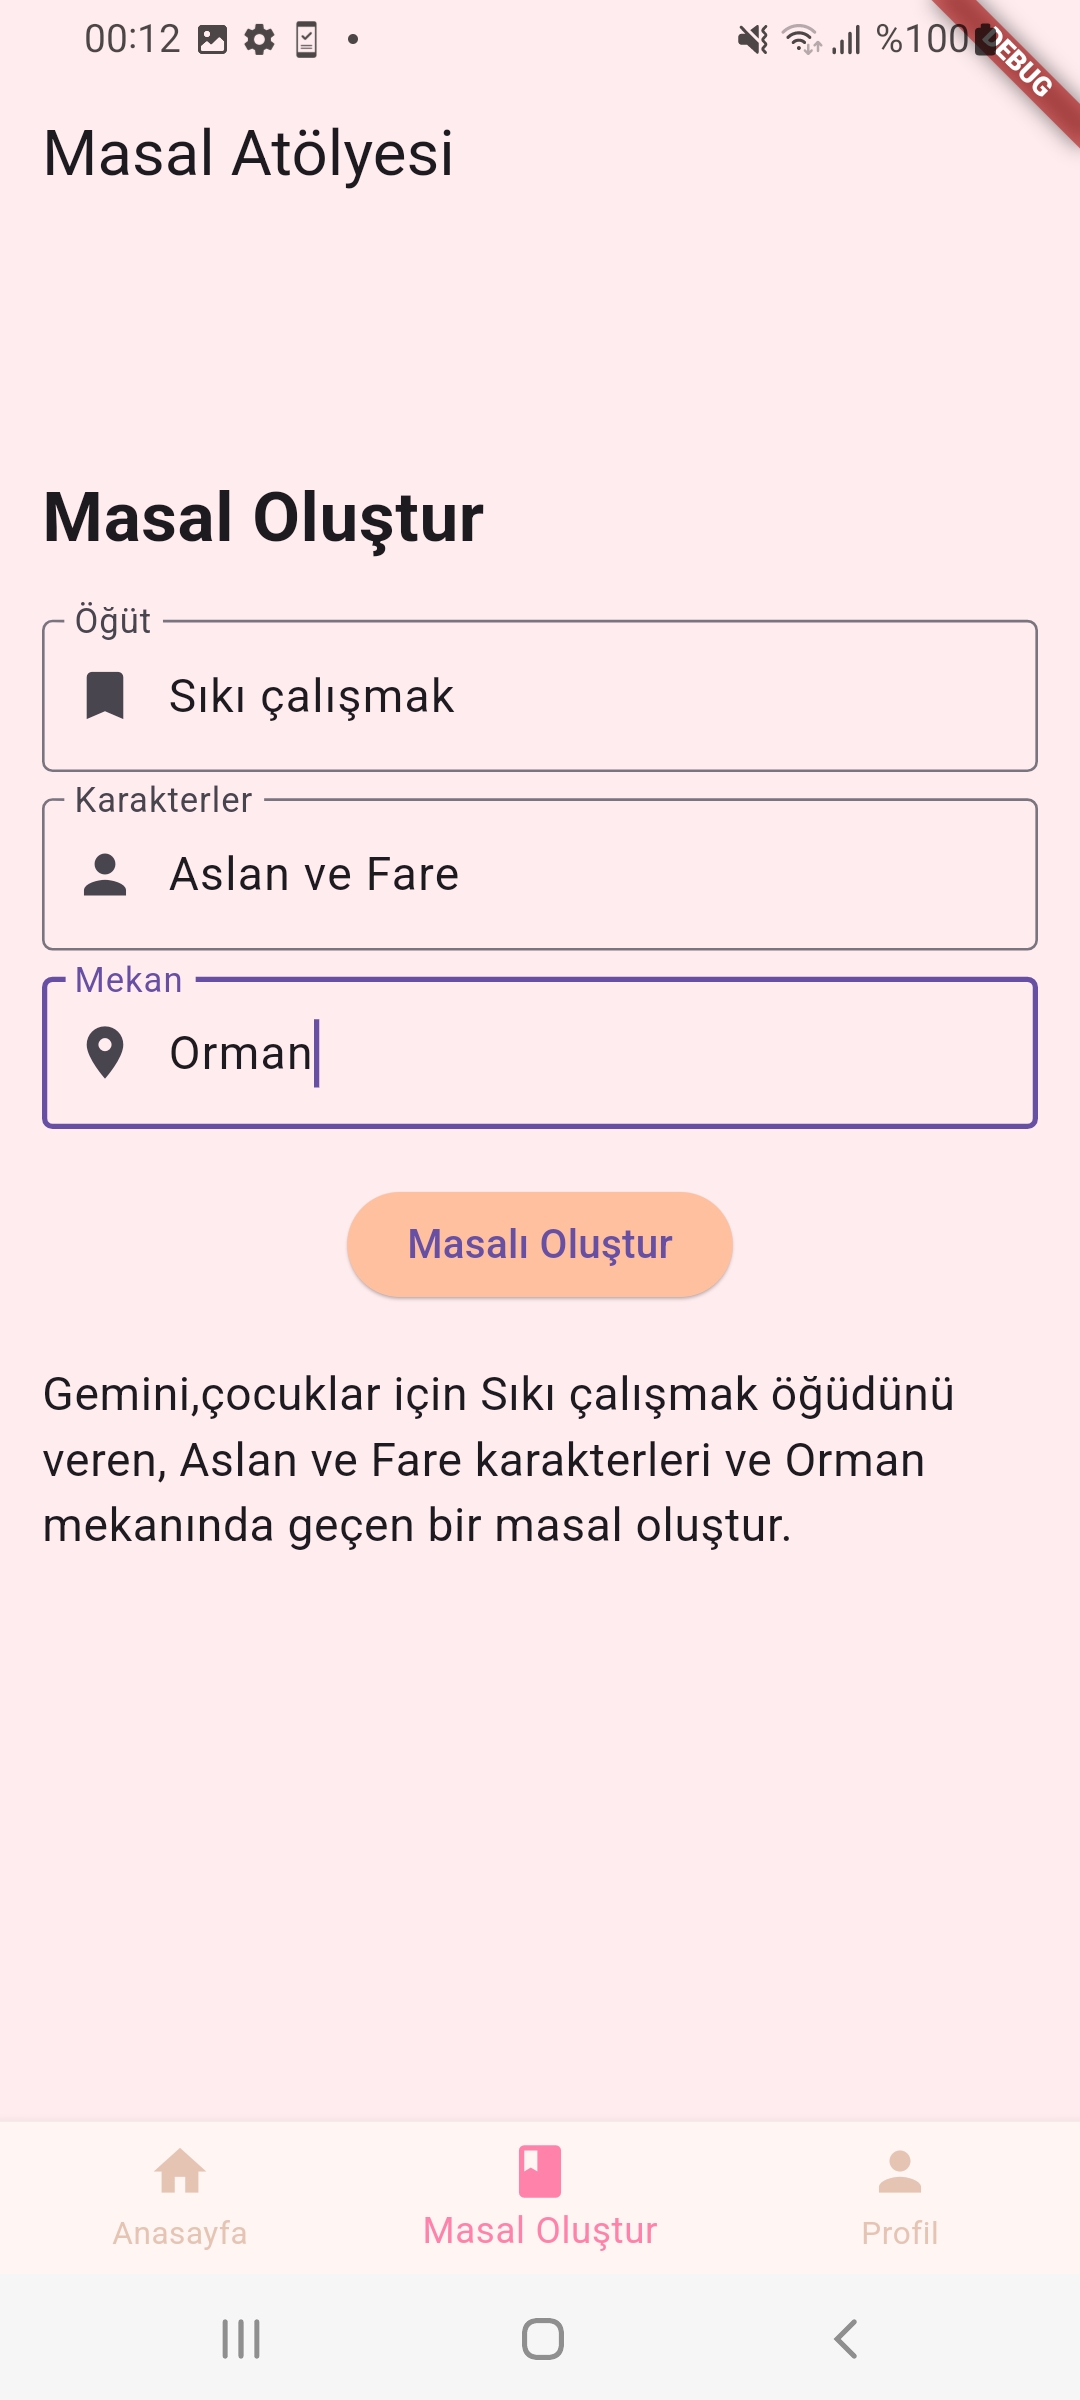 00:12
%100
DEBUG
Masal Atölyesi
Masal Oluştur
Öğüt
Sıkı çalışmak
Karakterler
Aslan ve Fare
Mekan
Orman
Masalı Oluştur
Gemini,çocuklar için Sıkı çalışmak öğüdünü
veren, Aslan ve Fare karakterleri ve Orman
mekanında geçen bir masal oluştur.
Anasayfa
Masal Oluştur
Profil